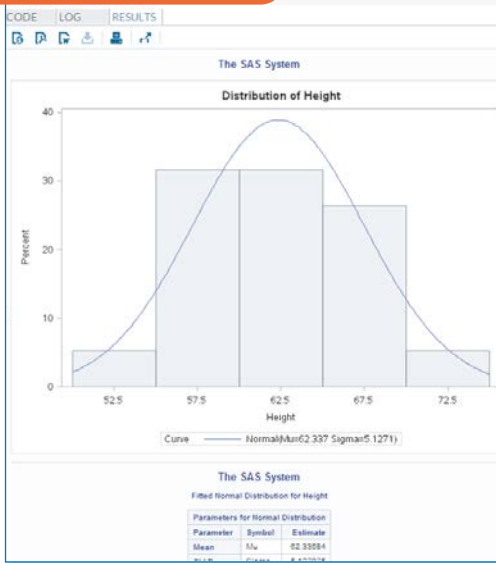 CODE LOG RESULTS
The SAS System
Distribution of Height
40
30
20
10
0
Percent
52.5 57.5 62.5 67.5 72.5
Height
Curve Normal(Mu=62.337 Sigma=5.1271)
The SAS System
Fitted Normal Distribution for Height
Parameters for Normal Distribution
Parameter Symbol Estimate
Mean Mu 62.33684